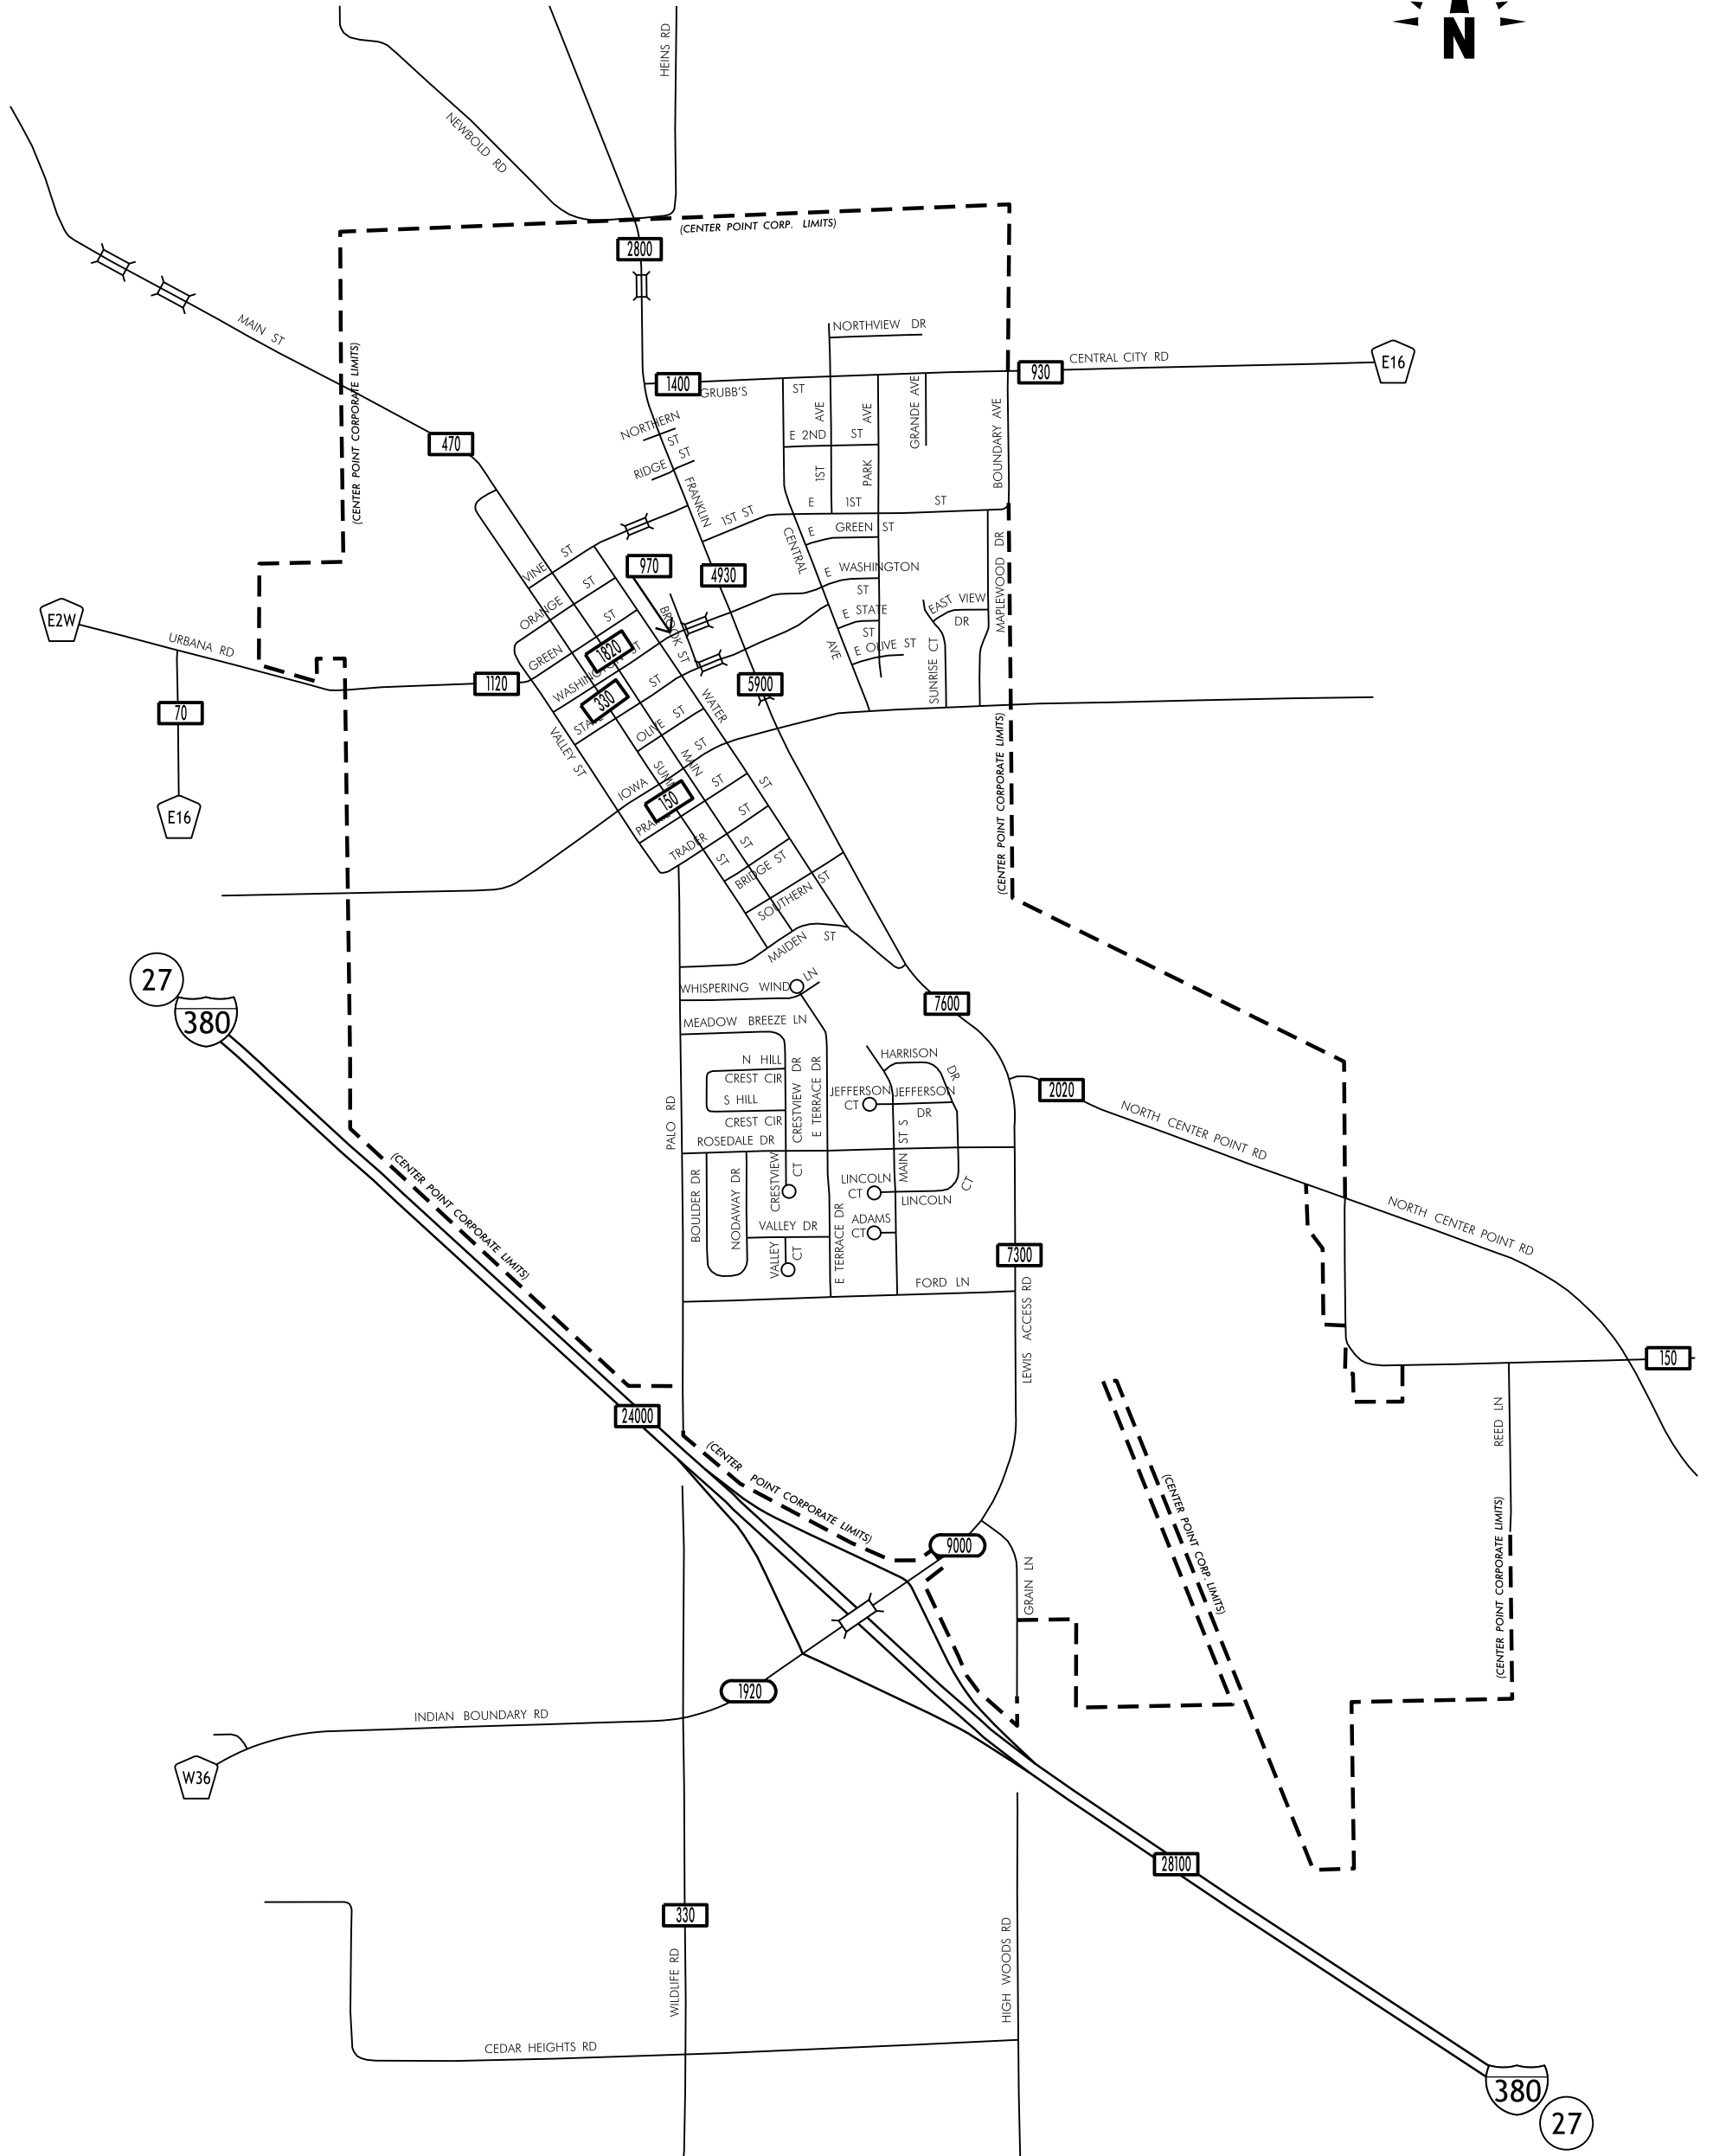 N
HEINS RD
NEWBOLD RD
(CENTER POINT CORP. LIMITS)
2800
MAIN ST
(CENTER POINT CORPORATE LIMITS)
NORTHVIEW DR
CENTRAL CITY RD
E16
930
1400
GRUBB'S ST
GRANDE AVE
BOUNDARY AVE
1ST AVE
PARK AVE
E 2ND ST
NORTHERN ST
470
RIDGE ST
FRANKLIN
1ST ST
E 1ST ST
E GREEN ST
CENTRAL AVE
MAPLEWOOD DR
VINE ST
970
4930
E WASHINGTON ST
ORANGE ST
BROOK ST
E STATE ST
EAST VIEW DR
E2W
URBANA RD
GREEN ST
1820
E OLIVE ST
SUNRISE CT
1120
WASHINGTON ST
5900
70
330
STATE ST
WATER ST
OLIVE ST
VALLEY ST
MAIN ST
(CENTER POINT CORPORATE LIMITS)
E16
IOWA ST
150
TRADER ST
ST
BRIDGE ST
SOUTHERN ST
MAIDEN ST
27
380
WHISPERING WIND LN
7600
MEADOW BREEZE LN
N HILL CREST CIR
S HILL CREST CIR
CRESTVIEW DR
E TERRACE DR
HARRISON DR
JEFFERSON CT
JEFFERSON DR
2020
NORTH CENTER POINT RD
PALO RD
ROSEDALE DR
MAIN ST S
(CENTER POINT CORPORATE LIMITS)
BOULDER DR
NODAWAY DR
CRESTVIEW CT
LINCOLN CT
LINCOLN CT
NORTH CENTER POINT RD
VALLEY DR
ADAMS CT
VALLEY CT
E TERRACE DR
7300
FORD LN
LEWIS ACCESS RD
150
24000
REED LN
(CENTER POINT CORPORATE LIMITS)
(CENTER POINT CORP. LIMITS)
(CENTER POINT CORPORATE LIMITS)
9000
GRAIN LN
1920
INDIAN BOUNDARY RD
W36
28100
330
WILDLIFE RD
HIGH WOODS RD
CEDAR HEIGHTS RD
380
27